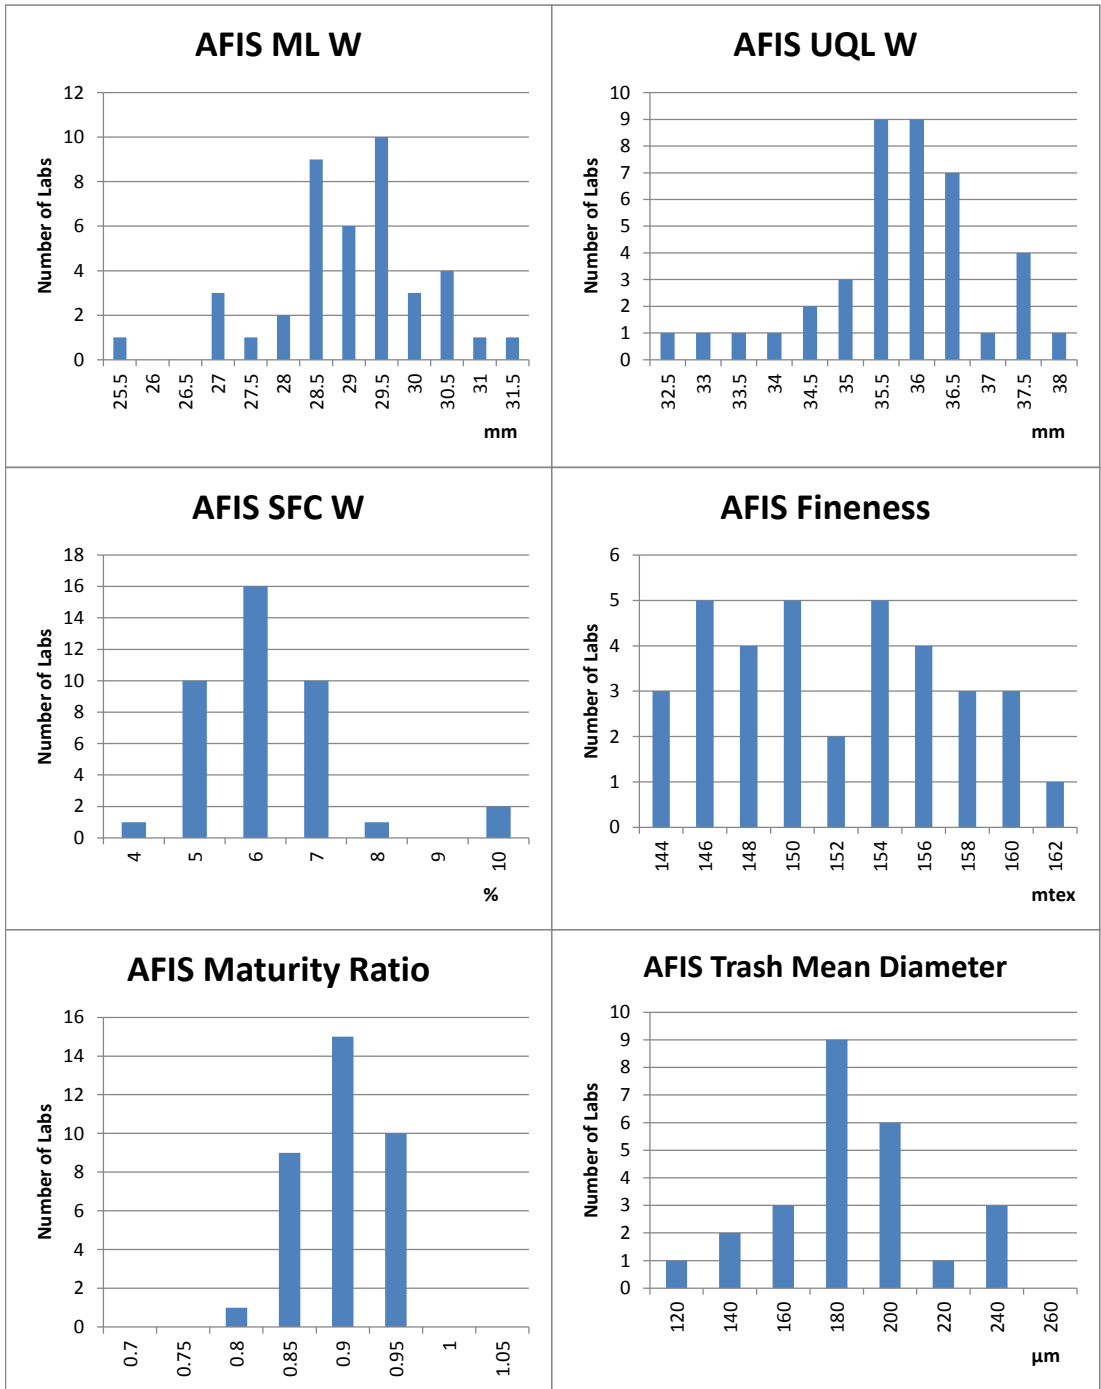 AFIS ML W
Number of Labs
12
10
8
6
4
2
0
25.5 26 26.5 27 27.5 28 28.5 29 29.5 30 30.5 31 31.5
mm
AFIS UQL W
Number of Labs
10
9
8
7
6
5
4
3
2
1
0
32.5 33 33.5 34 34.5 35 35.5 36 36.5 37 37.5 38
mm
AFIS SFC W
Number of Labs
18
16
14
12
10
8
6
4
2
0
4 5 6 7 8 9 10
%
AFIS Fineness
Number of Labs
6
5
4
3
2
1
0
144 146 148 150 152 154 156 158 160 162
mtex
AFIS Maturity Ratio
Number of Labs
16
14
12
10
8
6
4
2
0
0.7 0.75 0.8 0.85 0.9 0.95 1 1.05
AFIS Trash Mean Diameter
Number of Labs
10
9
8
7
6
5
4
3
2
1
0
120 140 160 180 200 220 240 260
µm